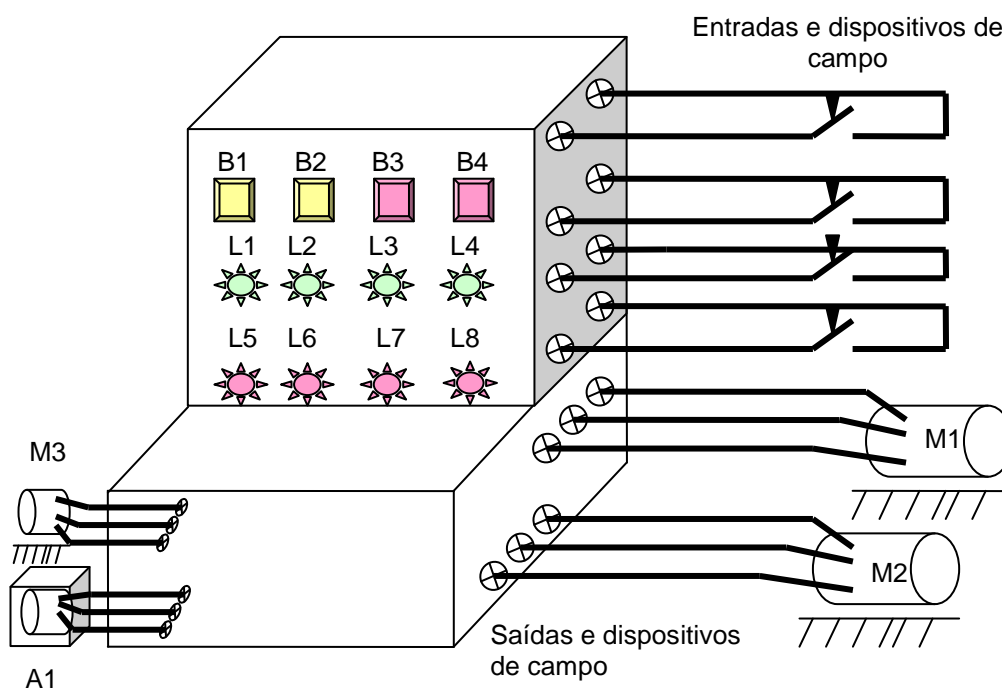 Entradas e dispositivos de
campo
B1 B2 B3 B4
L1 L2 L3 L4
L5 L6 L7 L8
M3
M1
M2
A1
Saídas e dispositivos
de campo